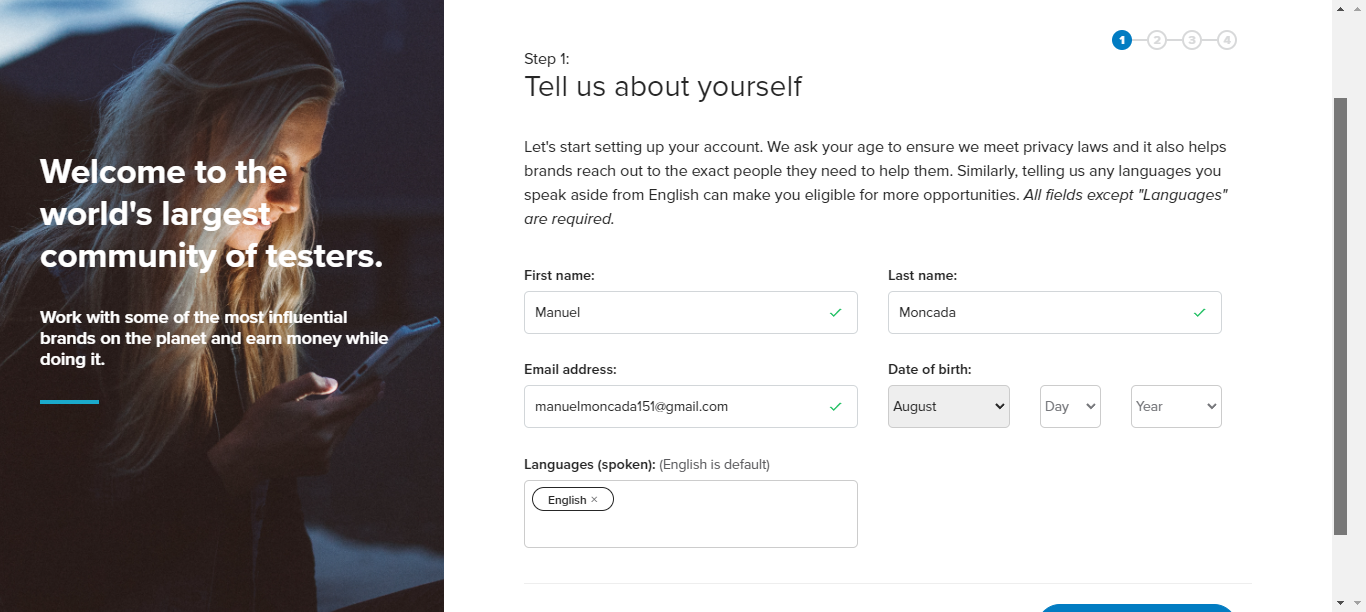 Welcome to the
world's largest
community of testers.
Work with some of the most influential
brands on the planet and earn money while
doing it.
1 2 3 4
Step 1:
Tell us about yourself
Let's start setting up your account. We ask your age to ensure we meet privacy laws and it also helps
brands reach out to the exact people they need to help them. Similarly, telling us any languages you
speak aside from English can make you eligible for more opportunities. All fields except "Languages"
are required.
First name:
Last name:
Manuel
Moncada
Email address:
Date of birth:
manuelmoncada151@gmail.com
August
Day
Year
Languages (spoken): (English is default)
English ×